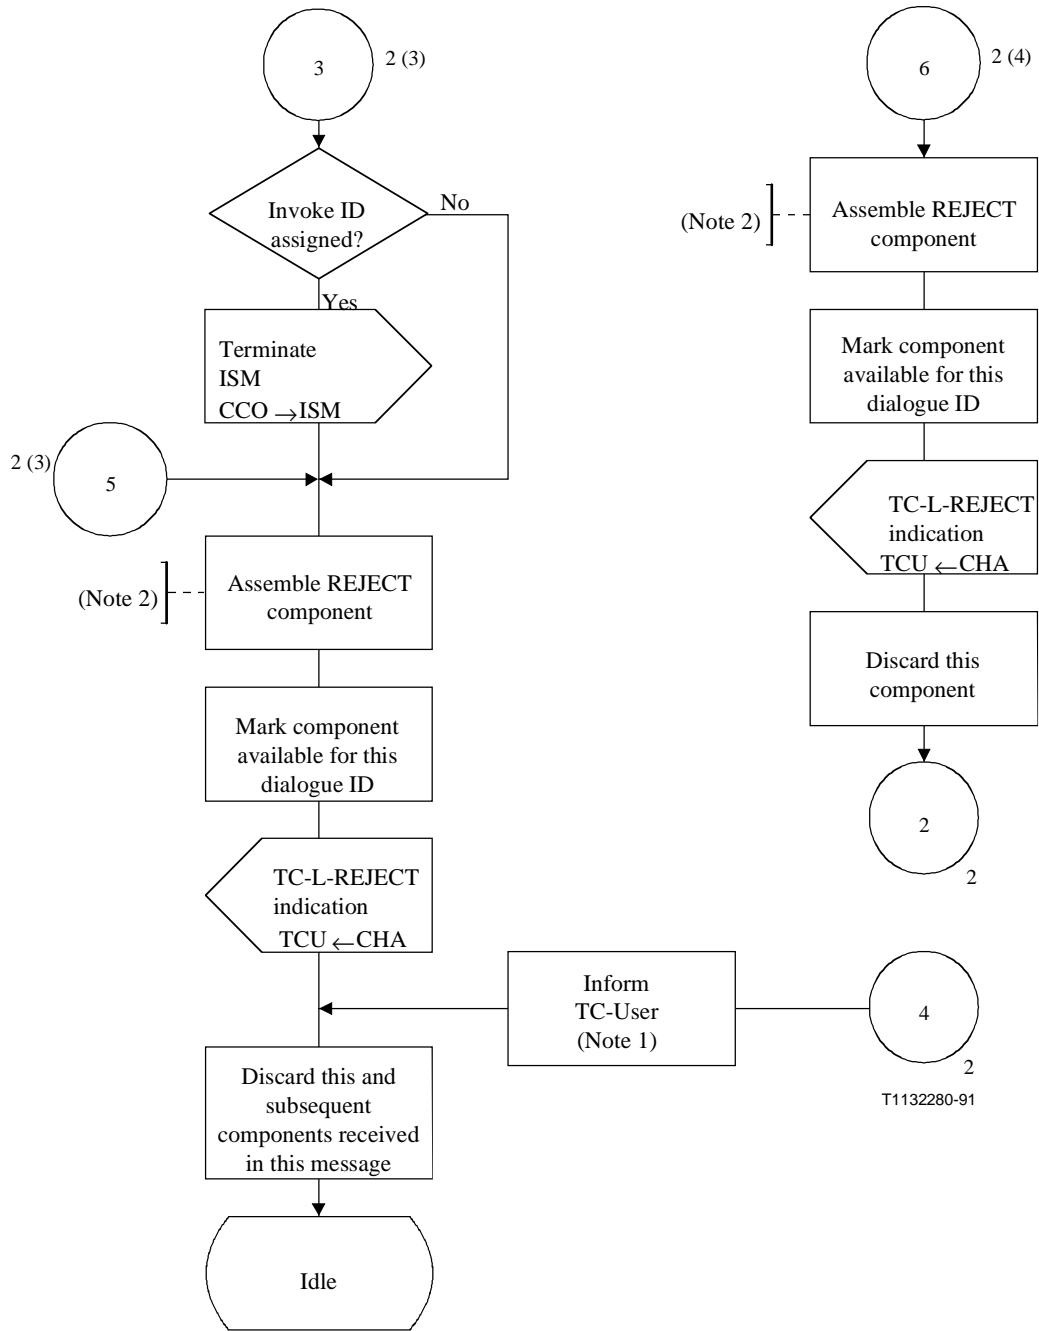 3
2 (3)
Invoke ID
assigned?
No
Yes
Terminate
ISM
CCO →ISM
2 (3)
5
(Note 2)
Assemble REJECT
component
Mark component
available for this
dialogue ID
TC-L-REJECT
indication
TCU ←CHA
Discard this and
subsequent
components received
in this message
Idle
6
2 (4)
(Note 2)
Assemble REJECT
component
Mark component
available for this
dialogue ID
TC-L-REJECT
indication
TCU ←CHA
Discard this
component
2
2
Inform
TC-User
(Note 1)
4
2
T1132280-91